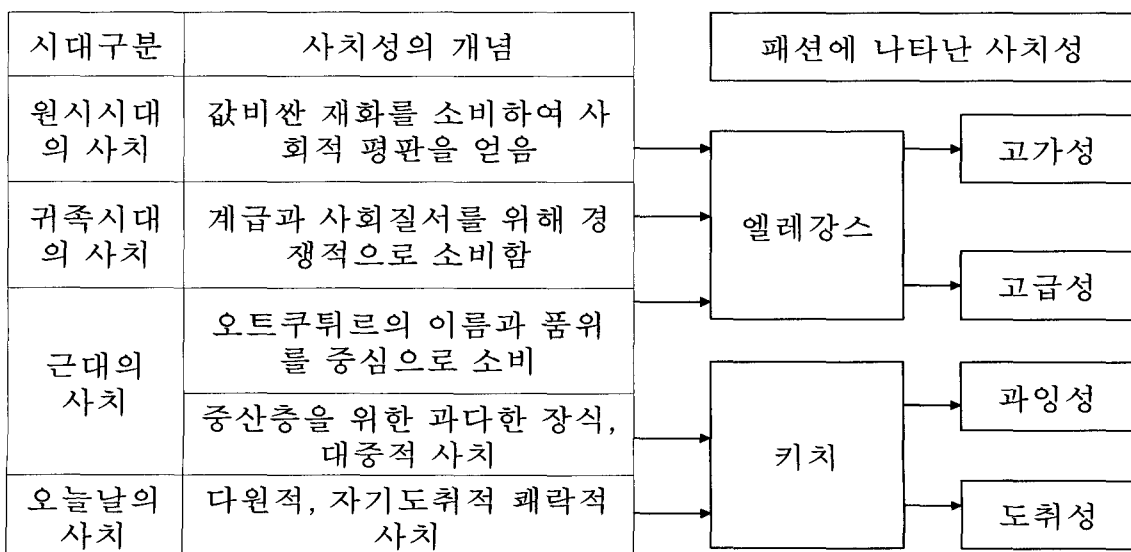 시대구분
사치성의 개념
패션에 나타난 사치성
원시시대
의 사치
값비싼 재화를 소비하여 사
회적 평판을 얻음
귀족시대
의 사치
계급과 사회질서를 위해 경
쟁적으로 소비함
근대의
사치
오트쿠튀르의 이름과 품위
를 중심으로 소비
중산층을 위한 과다한 장식,
대중적 사치
오늘날의
사치
다원적, 자기도취적 쾌락적
사치
엘레강스
고가성
고급성
키치
과잉성
도취성